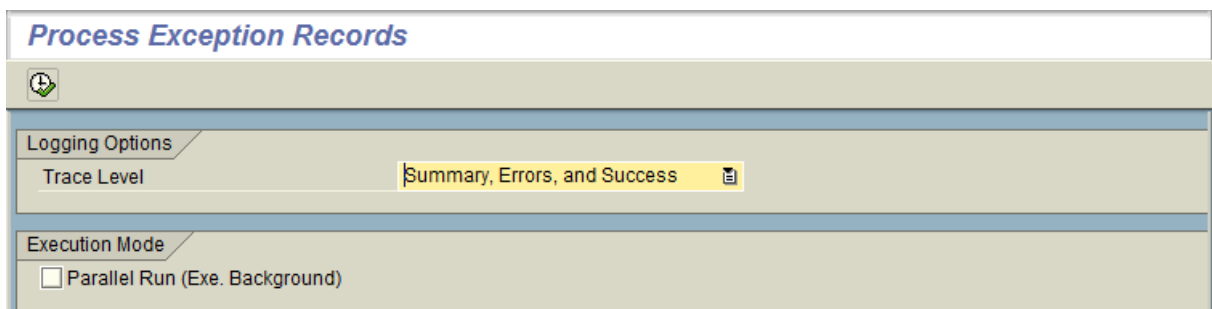 Process Exception Records
Logging Options
Trace Level Summary, Errors, and Success
Execution Mode
Parallel Run (Exe. Background)